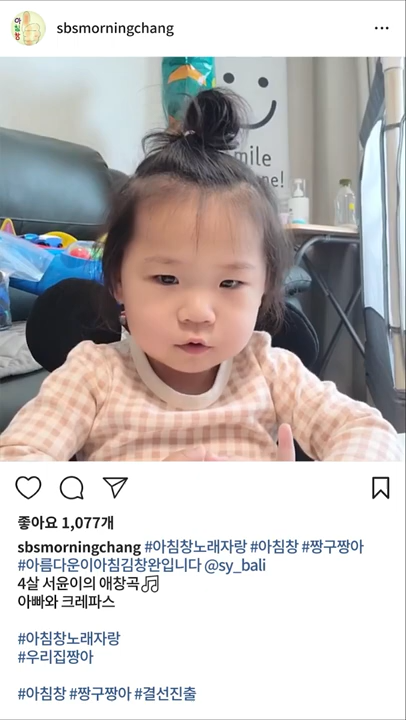 아침창
sbsmorningchang
좋아요 1,077개
sbsmorningchang #아침창노래자랑 #아침창 #짱구짱아
#아름다운이아침김창완입니다 @sy_bali
4살 서윤이의 애창곡🎵
아빠와 크레파스
#아침창노래자랑
#우리집짱아
#아침창 #짱구짱아 #결선진출